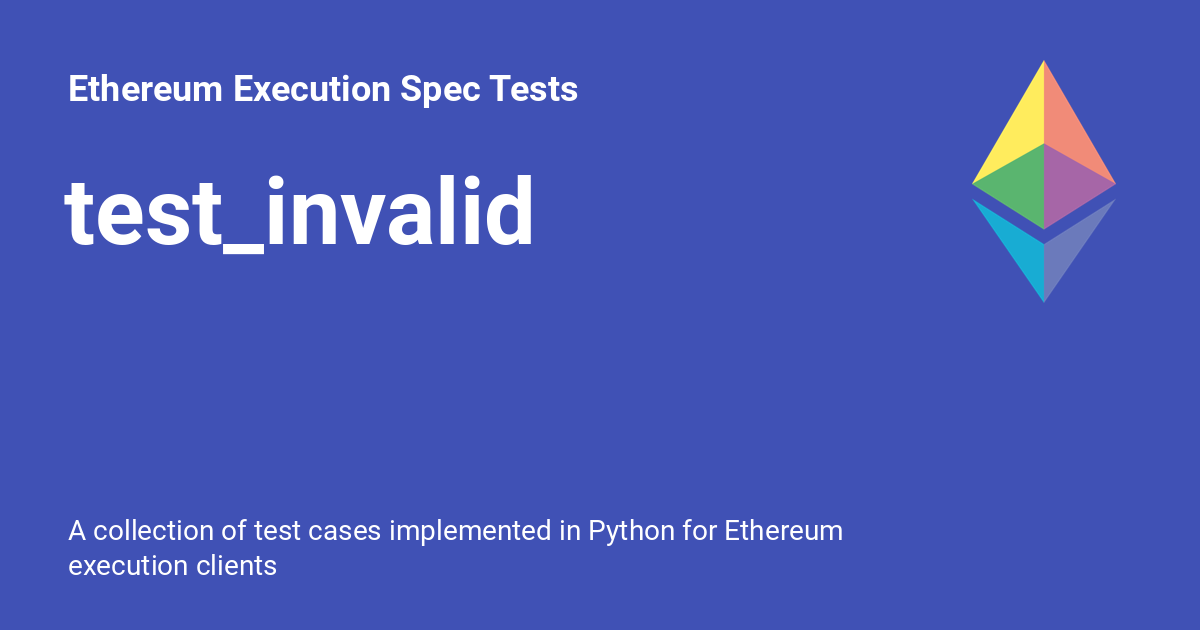 Ethereum Execution Spec Tests
test_invalid
A collection of test cases implemented in Python for Ethereum
execution clients